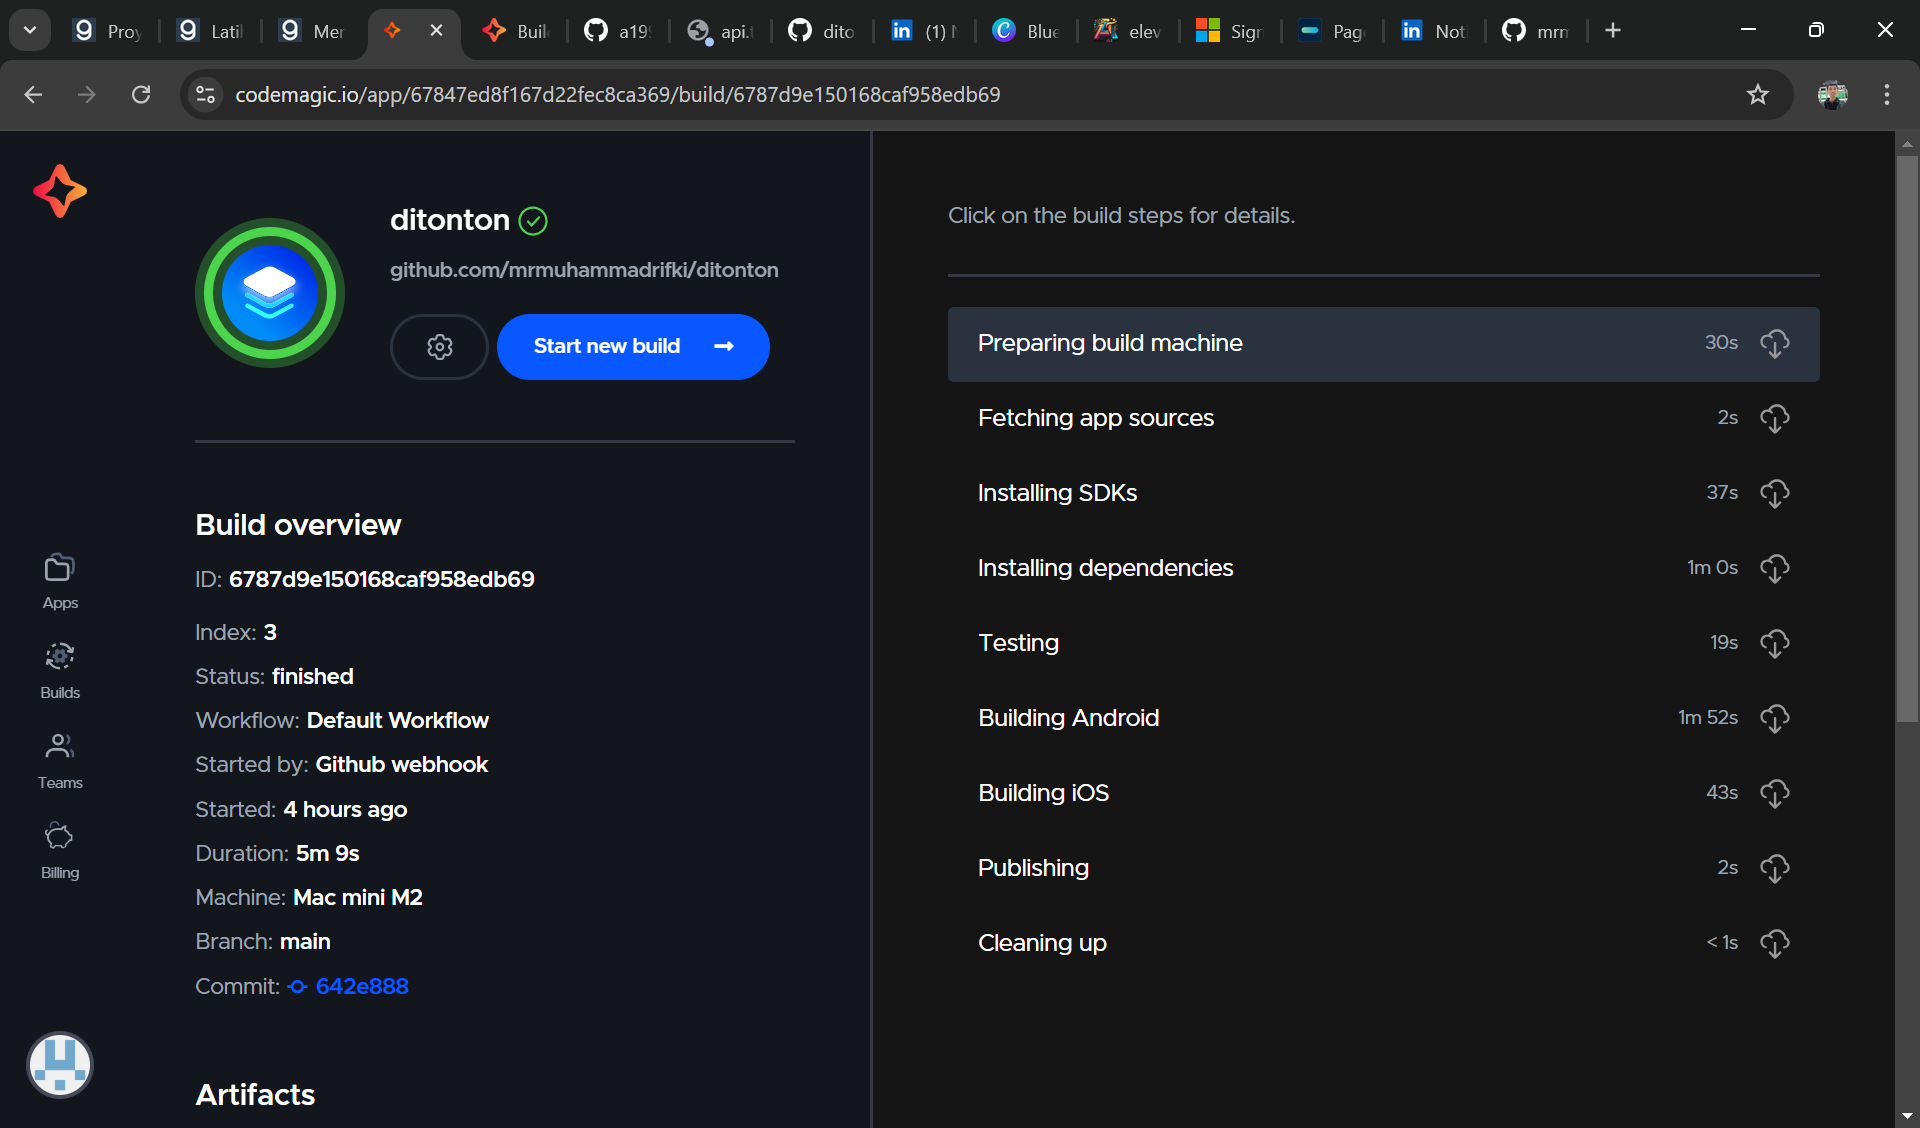 Proy
Latil
Mer
Buil
a19
api.
dito
(1)
Blue
elev
Sign
Page
Not
mrm
codemagic.io/app/67847ed8f167d22fec8ca369/build/6787d9e150168caf958edb69
ditonton
github.com/mrmuhammadrifki/ditonton
Start new build
Build overview
ID: 6787d9e150168caf958edb69
Index: 3
Status: finished
Workflow: Default Workflow
Started by: Github webhook
Started: 4 hours ago
Duration: 5m 9s
Machine: Mac mini M2
Branch: main
Commit: 642e888
Artifacts
Apps
Builds
Teams
Billing
Click on the build steps for details.
Preparing build machine 30s
Fetching app sources 2s
Installing SDKs 37s
Installing dependencies 1m 0s
Testing 19s
Building Android 1m 52s
Building iOS 43s
Publishing 2s
Cleaning up < 1s